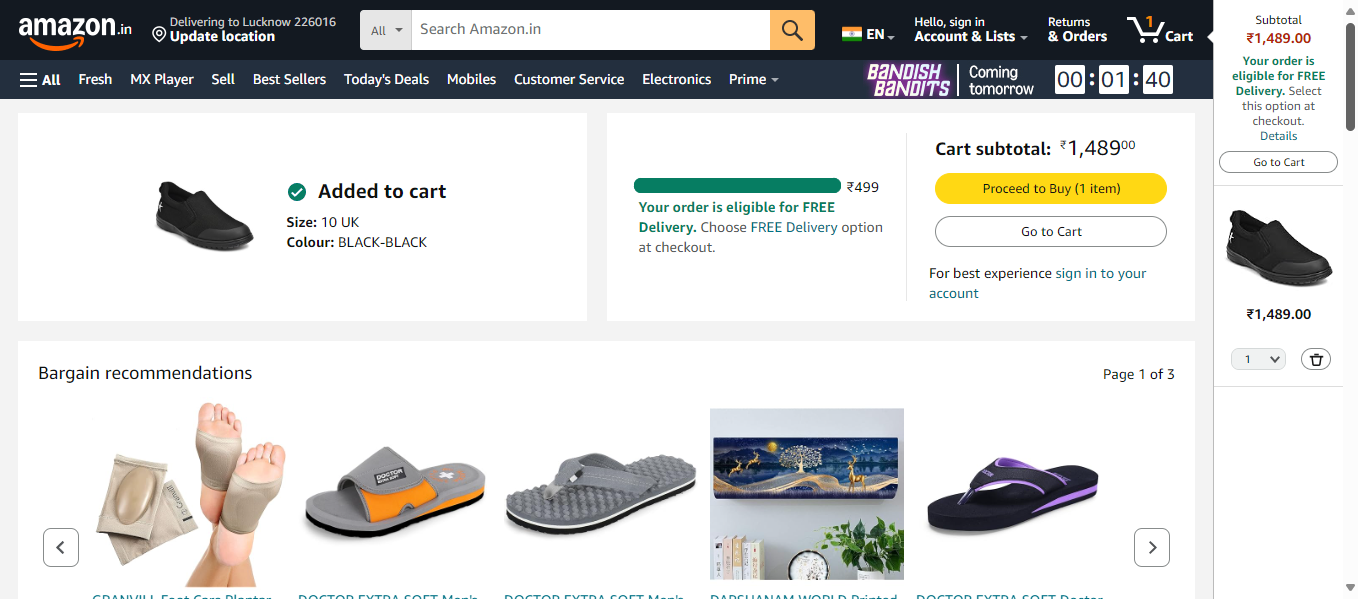 amazon.in
Delivering to Lucknow 226016
Update location
All
Search Amazon.in
EN
Hello, sign in
Account & Lists
Returns
& Orders
1
Cart
All
Fresh
MX Player
Sell
Best Sellers
Today's Deals
Mobiles
Customer Service
Electronics
Prime
BANDISH
BANDITS
Coming
tomorrow
00 : 01 : 40
Added to cart
Size: 10 UK
Colour: BLACK-BLACK
₹499
Your order is eligible for FREE
Delivery. Choose FREE Delivery option
at checkout.
Cart subtotal: ₹1,48900
Proceed to Buy (1 item)
Go to Cart
For best experience sign in to your
account
Bargain recommendations
Page 1 of 3
DOCTOR
EXTRA SOFT
GRANVILL Foot Care Plantar
DOCTOR EXTRA SOFT Men's
DOCTOR EXTRA SOFT Men's
DARSHANAM WORLD Printed
DOCTOR EXTRA SOFT Doctor
Subtotal
₹1,489.00
Your order is
eligible for FREE
Delivery. Select
this option at
checkout.
Details
Go to Cart
₹1,489.00
1